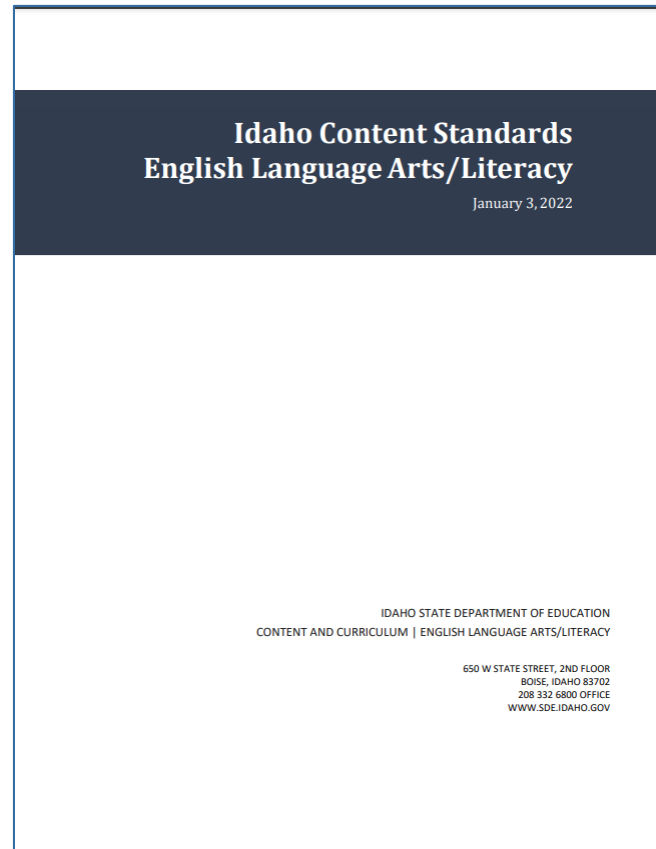 Idaho Content Standards
English Language Arts/Literacy
January 3, 2022
IDAHO STATE DEPARTMENT OF EDUCATION
CONTENT AND CURRICULUM | ENGLISH LANGUAGE ARTS/LITERACY
650 W STATE STREET, 2ND FLOOR
BOISE, IDAHO 83702
208 332 6800 OFFICE
WWW.SDE.IDAHO.GOV